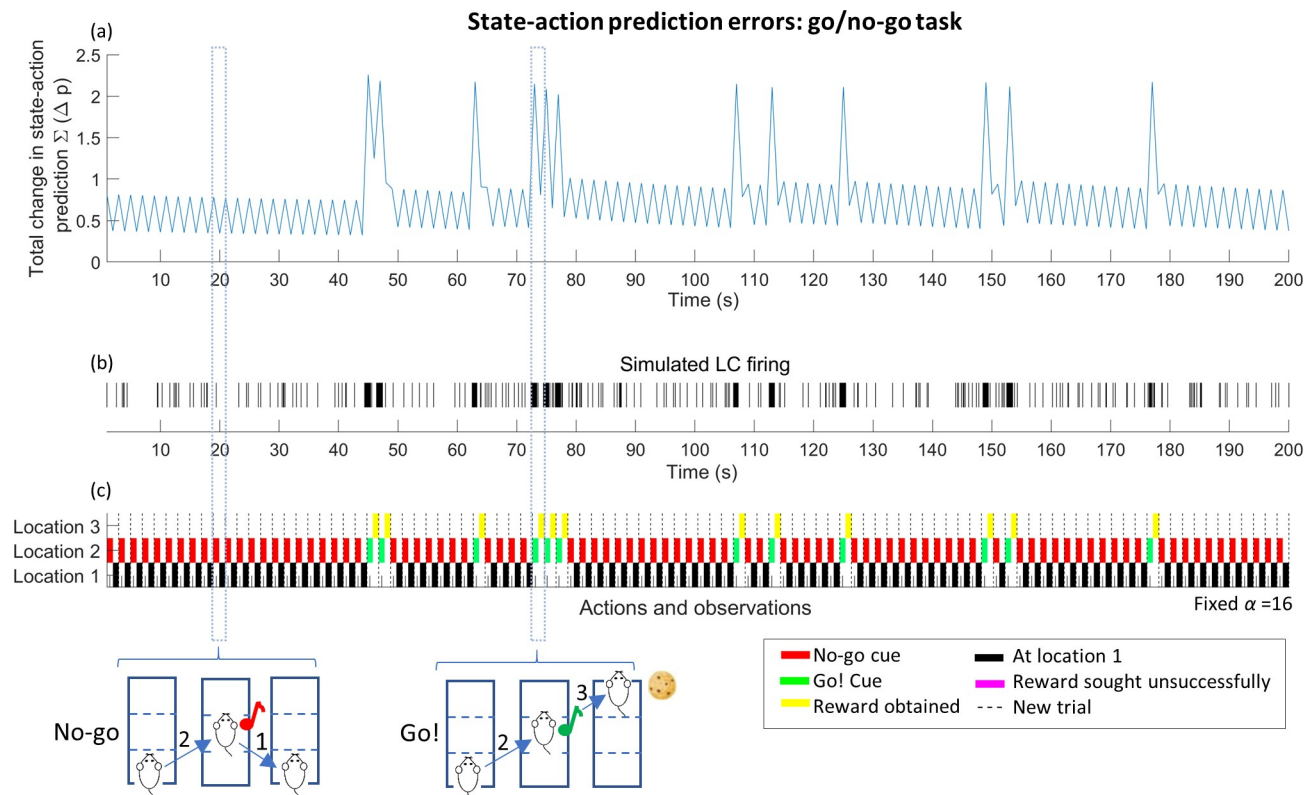 State-action prediction errors: go/no-go task
(a)
Total change in state-action
prediction Σ (Δ p)
2.5
2
1.5
1
0.5
0
10 20 30 40 50 60 70 80 90 100 110 120 130 140 150 160 170 180 190 200
Time (s)
(b)
Simulated LC firing
10 20 30 40 50 60 70 80 90 100 110 120 130 140 150 160 170 180 190 200
Time (s)
(c)
Location 3
Location 2
Location 1
Actions and observations
Fixed α =16
No-go cue
Go! Cue
Reward obtained
At location 1
Reward sought unsuccessfully
New trial
No-go
2
1
Go!
2
3